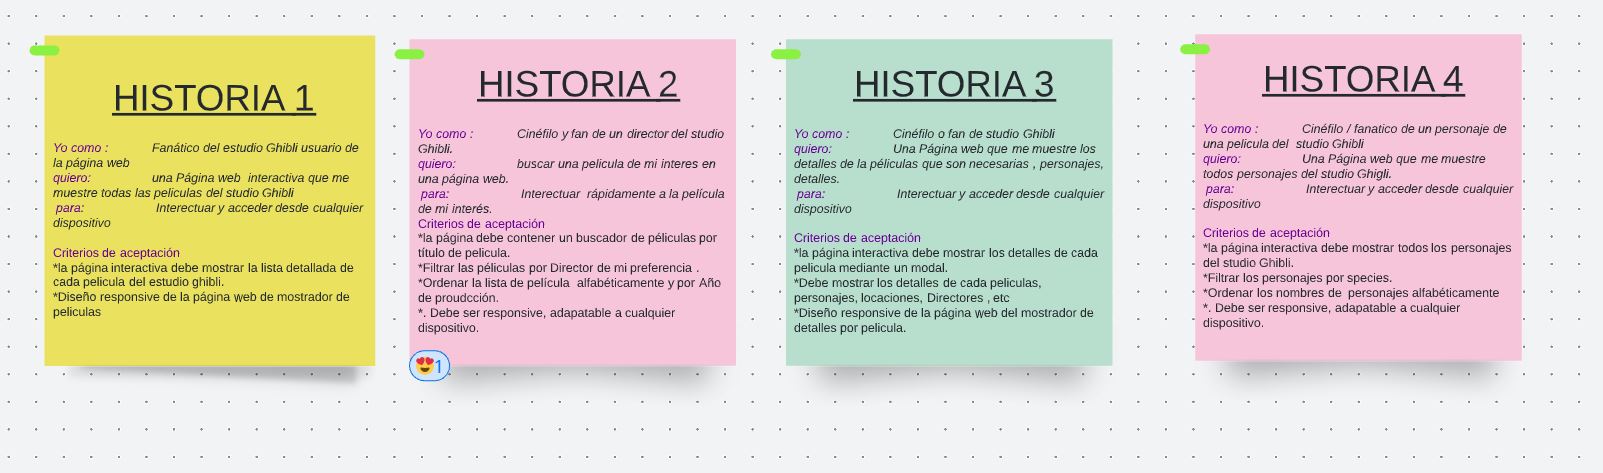 HISTORIA 1
Yo como : Fanático del estudio Ghibli usuario de
la página web
quiero: una Página web interactiva que me
muestre todas las peliculas del studio Ghibli
para: Interectuar y acceder desde cualquier
dispositivo
Criterios de aceptación
*la página interactiva debe mostrar la lista detallada de
cada pelicula del estudio ghibli.
*Diseño responsive de la página web de mostrador de
peliculas
HISTORIA 2
Yo como : Cinéfilo y fan de un director del studio
Ghibli.
quiero: buscar una pelicula de mi interes en
una página web.
para: Interectuar rápidamente a la película
de mi interés.
Criterios de aceptación
*la página debe contener un buscador de péliculas por
título de pelicula.
*Filtrar las péliculas por Director de mi preferencia .
*Ordenar la lista de película alfabéticamente y por Año
de proudcción.
*. Debe ser responsive, adapatable a cualquier
dispositivo.
1
HISTORIA 3
Yo como : Cinéfilo o fan de studio Ghibli
quiero: Una Página web que me muestre los
detalles de la péliculas que son necesarias , personajes,
detalles.
para: Interectuar y acceder desde cualquier
dispositivo
Criterios de aceptación
*la página interactiva debe mostrar los detalles de cada
pelicula mediante un modal.
*Debe mostrar los detalles de cada peliculas,
personajes, locaciones, Directores , etc
*Diseño responsive de la página web del mostrador de
detalles por pelicula.
HISTORIA 4
Yo como : Cinéfilo / fanatico de un personaje de
una pelicula del studio Ghibli
quiero: Una Página web que me muestre
todos personajes del studio Ghigli.
para: Interectuar y acceder desde cualquier
dispositivo
Criterios de aceptación
*la página interactiva debe mostrar todos los personajes
del studio Ghibli.
*Filtrar los personajes por species.
*Ordenar los nombres de personajes alfabéticamente
*. Debe ser responsive, adapatable a cualquier
dispositivo.